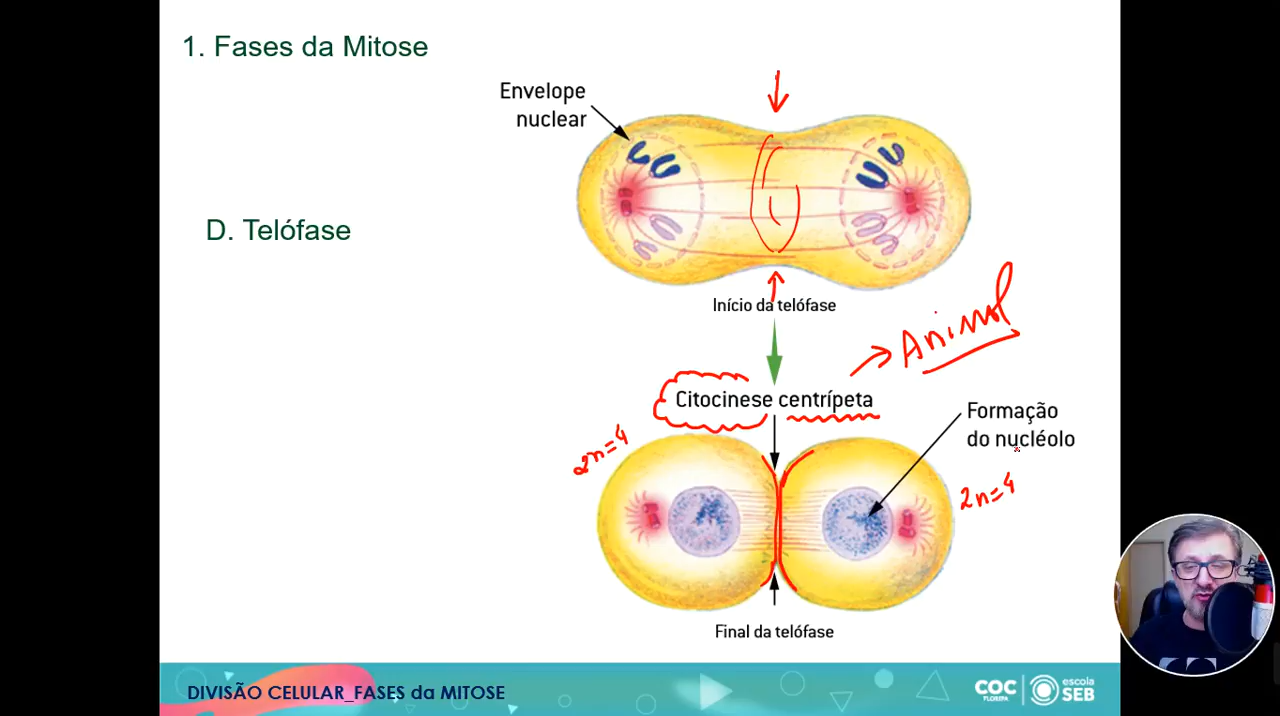 1. Fases da Mitose
Envelope
nuclear
D. Telófase
Início da telófase
Animal
Citocinese centrípeta
Formação
do nucléolo
2n=4
2n=4
Final da telófase
DIVISÃO CELULAR_FASES da MITOSE
COC
FLORIPA
escola
SEB